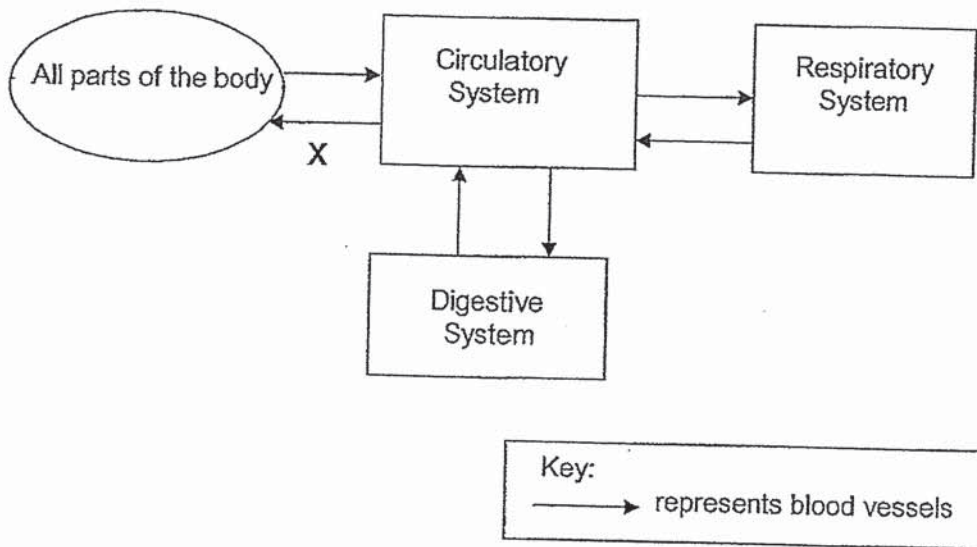 All parts of the body
Circulatory
System
Respiratory
System
X
Digestive
System
Key:
represents blood vessels